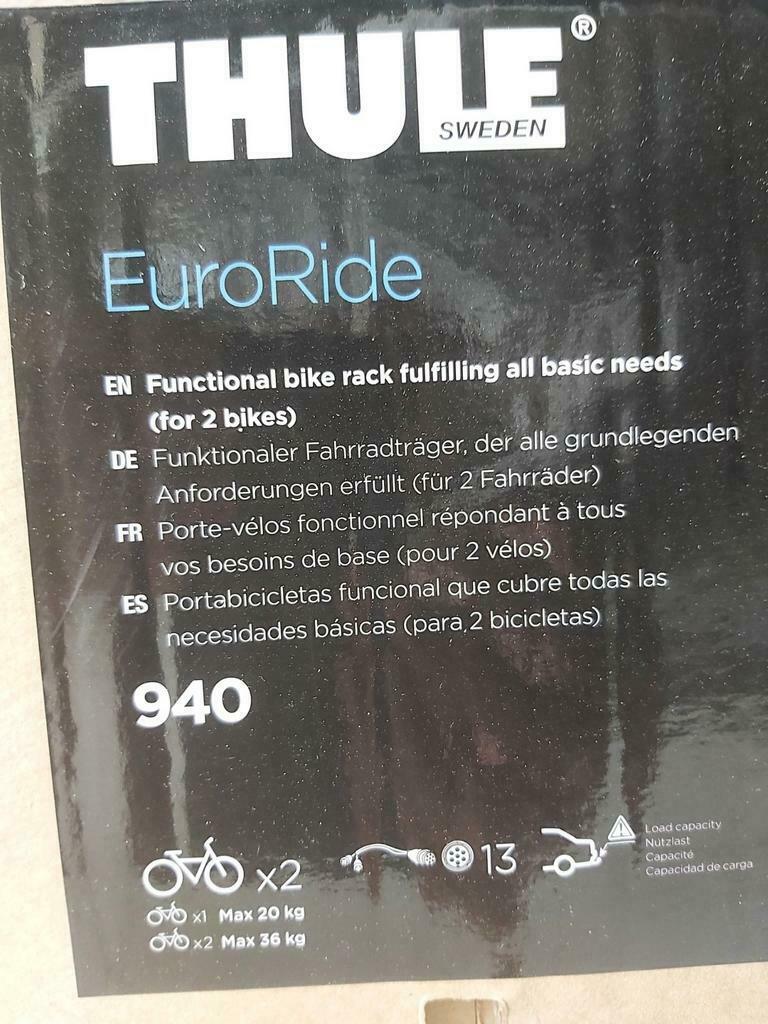 THULE®
SWEDEN
EuroRide
EN Functional bike rack fulfilling all basic needs
(for 2 bikes)
DE Funktionaler Fahrradträger, der alle grundlegenden
Anforderungen erfüllt (für 2 Fahrräder)
FR Porte-vélos fonctionnel répondant à tous
vos besoins de base (pour 2 vélos)
ES Portabicicletas funcional que cubre todas las
necesidades básicas (para 2 bicicletas)
940
x2
x1 Max 20 kg
x2 Max 36 kg
13
Load capacity
Nutzlast
Capacité
Capacidad de carga